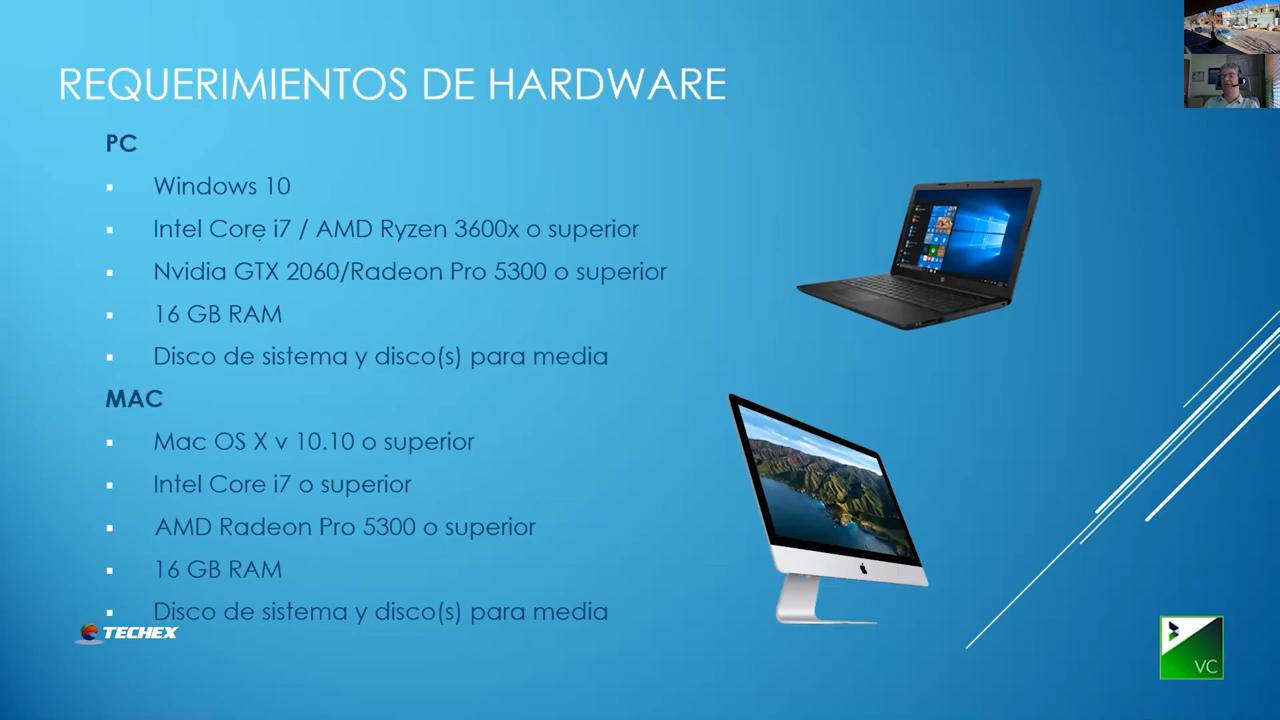 REQUERIMIENTOS DE HARDWARE
PC
Windows 10
Intel Core i7 / AMD Ryzen 3600x o superior
Nvidia GTX 2060/Radeon Pro 5300 o superior
16 GB RAM
Disco de sistema y disco(s) para media
MAC
Mac OS X v 10.10 o superior
Intel Core i7 o superior
AMD Radeon Pro 5300 o superior
16 GB RAM
Disco de sistema y disco(s) para media
TECHEX
VC